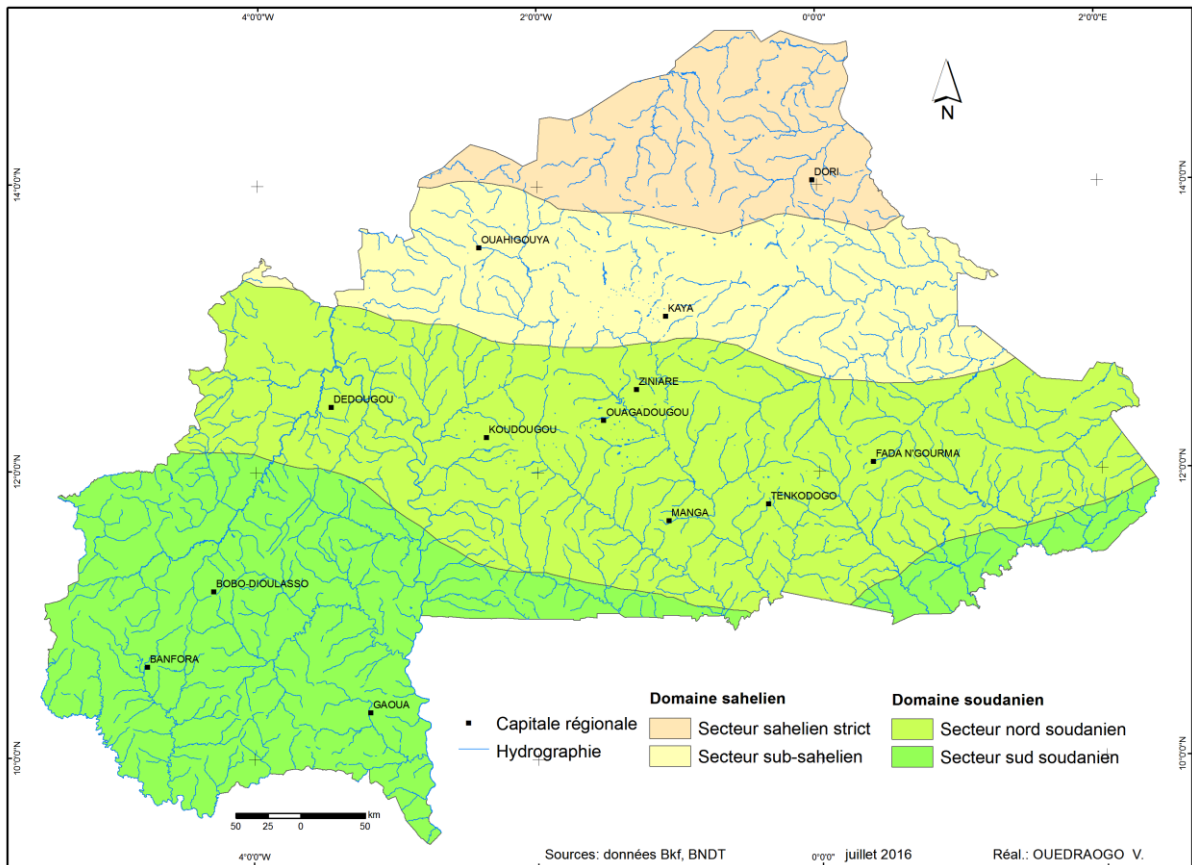 4°0'0"W 2°0'0"W 0°0'0" 2°0'0"E
N
14°0'0"N 14°0'0"N
DORI
OUAHIGOUYA
KAYA
ZINIARE
DEDOUGOU
OUAGADOUGOU
KOUDOUGOU
FADA N'GOURMA
12°0'0"N 12°0'0"N
TENKODOGO
MANGA
BOBO-DIOULASSO
BANFORA
GAOUA
Domaine sahelien
Domaine soudanien
Capitale régionale
Secteur sahelien strict
Secteur nord soudanien
Hydrographie
Secteur sub-sahelien
Secteur sud soudanien
10°0'0"N 10°0'0"N
km
50 25 0 50
4°0'0"W 0°0'0"
Sources: données Bkf, BNDT juillet 2016 Réal.: OUEDRAOGO V.